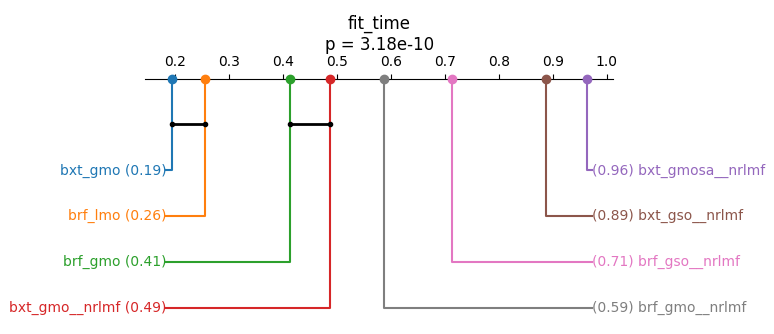 fit_time
p = 3.18e-10
0.2 0.3 0.4 0.5 0.6 0.7 0.8 0.9 1.0
bxt_gmo (0.19) (0.96) bxt_gmosa__nrlmf
brf_lmo (0.26) (0.89) bxt_gso__nrlmf
brf_gmo (0.41) (0.71) brf_gso__nrlmf
bxt_gmo__nrlmf (0.49) (0.59) brf_gmo__nrlmf